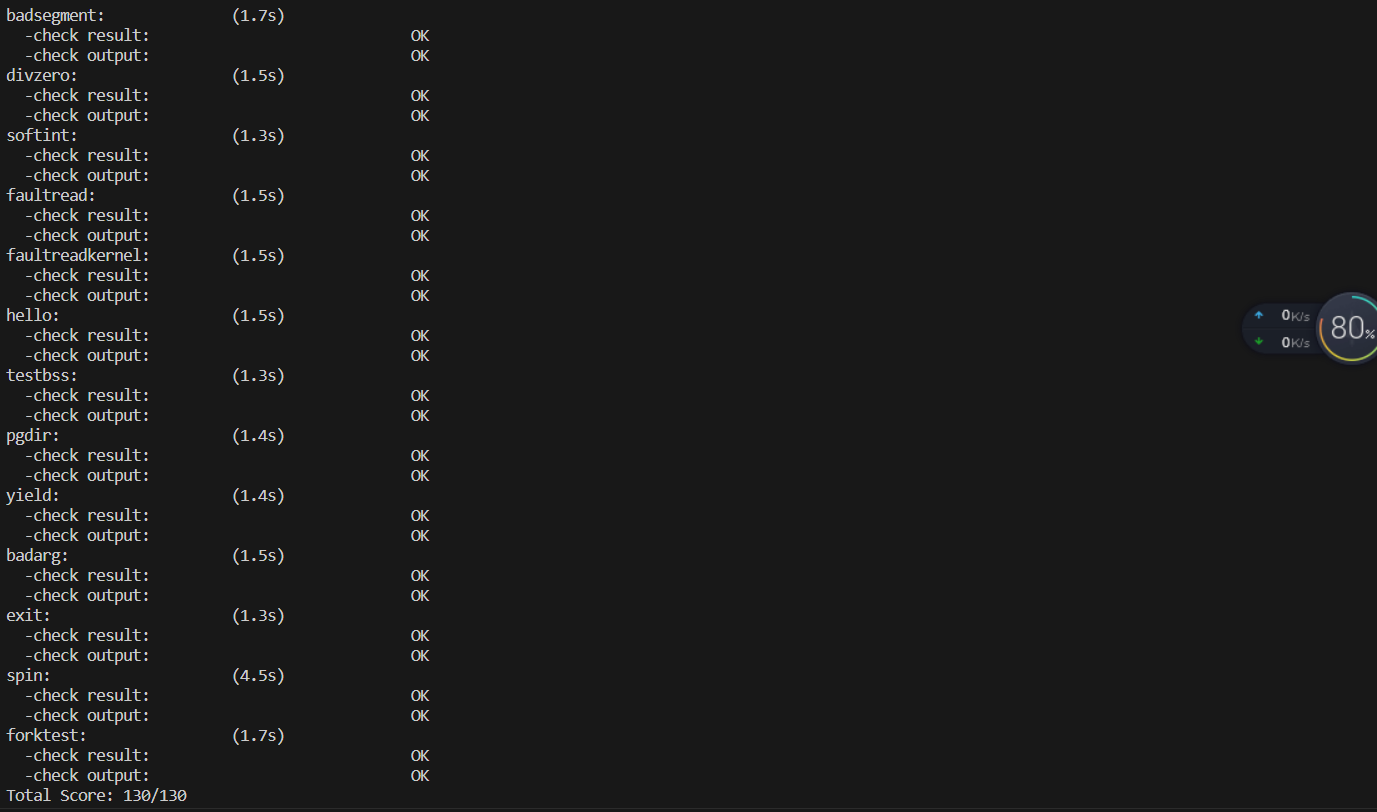 badsegment: (1.7s)
-check result: OK
-check output: OK
divzero: (1.5s)
-check result: OK
-check output: OK
softint: (1.3s)
-check result: OK
-check output: OK
faultread: (1.5s)
-check result: OK
-check output: OK
faultreadkernel: (1.5s)
-check result: OK
-check output: OK
hello: (1.5s)
-check result: OK
-check output: OK
testbss: (1.3s)
-check result: OK
-check output: OK
pgdir: (1.4s)
-check result: OK
-check output: OK
yield: (1.4s)
-check result: OK
-check output: OK
badarg: (1.5s)
-check result: OK
-check output: OK
exit: (1.3s)
-check result: OK
-check output: OK
spin: (4.5s)
-check result: OK
-check output: OK
forktest: (1.7s)
-check result: OK
-check output: OK
Total Score: 130/130
0K/s
0K/s
80%